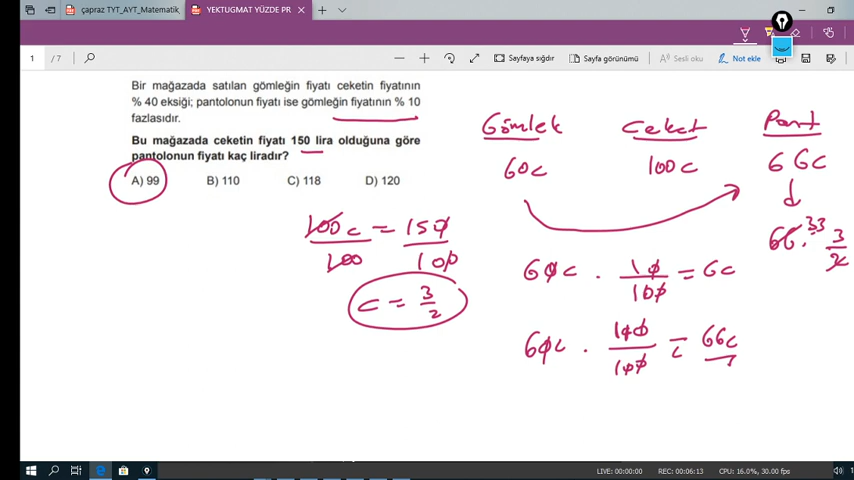 çapraz TYT_AYT_Matematik_
YEKTUGMAT YÜZDE PR
1 /7
Sayfaya sığdır
Sayfa görünümü
Sesli oku
Not ekle
Bir mağazada satılan gömleğin fiyatı ceketin fiyatının
% 40 eksiği; pantolonun fiyatı ise gömleğin fiyatının % 10
fazlasıdır.
Bu mağazada ceketin fiyatı 150 lira olduğuna göre
pantolonun fiyatı kaç liradır?
A) 99 B) 110 C) 118 D) 120
Gömlek Ceket Pant
60c 100c 66c
100c = 150
100 100
c = 3/2
66. 33 3/2
60c . 10/100 = 6c
60c . 110/100 = 66c
LIVE: 00:00:00 REC: 00:06:13 CPU: 16.0%, 30.00 fps